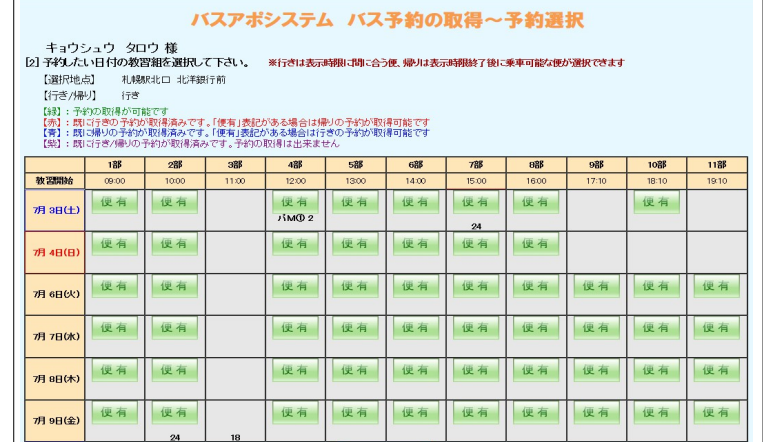 バスアポシステム バス予約の取得～予約選択
キョウシュウ タロウ 様
[2] 予約したい日付の教習組を選択して下さい。 ※行きは表示時限に間に合う便、帰りは表示時限終了後に乗車可能な便が選択できます
【選択地点】 札幌駅北口 北洋銀行前
【行き/帰り】 行き
【緑】：予約の取得が可能です
【赤】：既に行きの予約が取得済みです。「便有」表記がある場合は帰りの予約が取得可能です
【青】：既に帰りの予約が取得済みです。「便有」表記がある場合は行きの予約が取得可能です
【紫】：既に行き/帰りの予約が取得済みです。予約の取得は出来ません
1部 2部 3部 4部 5部 6部 7部 8部 9部 10部 11部
教習開始 09:00 10:00 11:00 12:00 13:00 14:00 15:00 16:00 17:10 18:10 19:10
7月 3日(土) 便有 便有 便有 便有 便有 便有 便有 便有
バM① 2 24
7月 4日(日) 便有 便有 便有 便有 便有 便有 便有
7月 6日(火) 便有 便有 便有 便有 便有 便有 便有 便有 便有 便有
7月 7日(水) 便有 便有 便有 便有 便有 便有 便有 便有 便有 便有
7月 8日(木) 便有 便有 便有 便有 便有 便有 便有 便有 便有 便有
7月 9日(金) 便有 便有 便有 便有 便有 便有 便有 便有 便有 便有
24 18